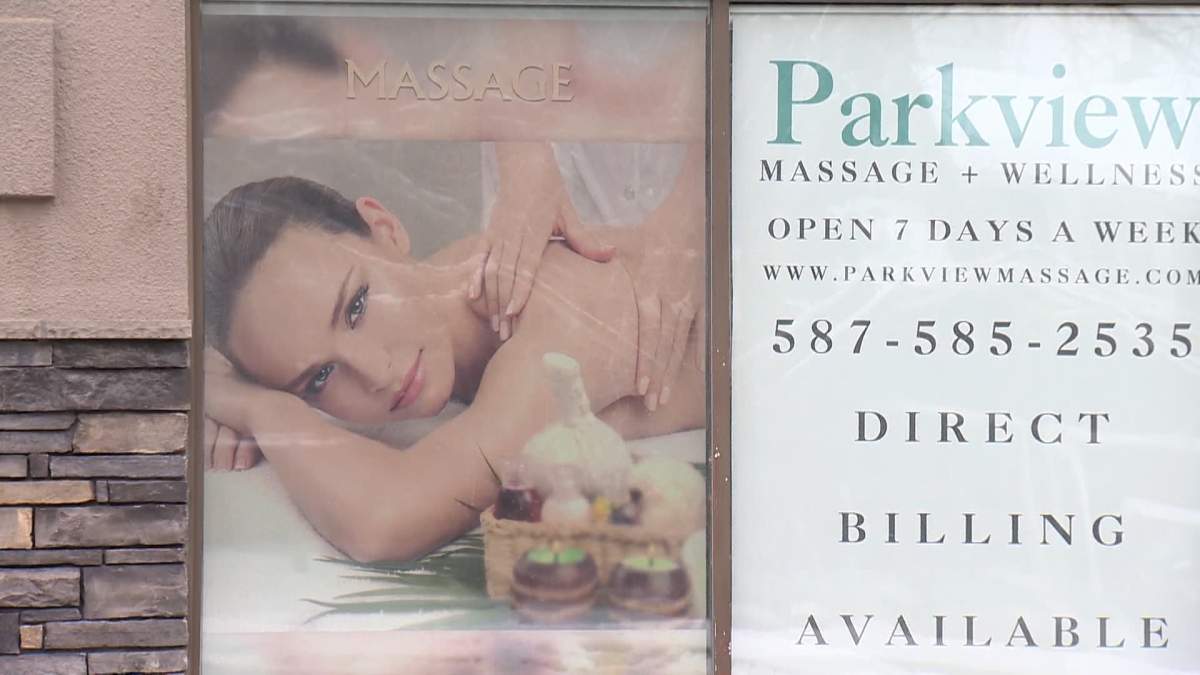 MASSAGE
Parkview
MASSAGE + WELLNESS
OPEN 7 DAYS A WEEK
WWW.PARKVIEWMASSAGE.COM
587-585-2535
DIRECT
BILLING
AVAILABLE